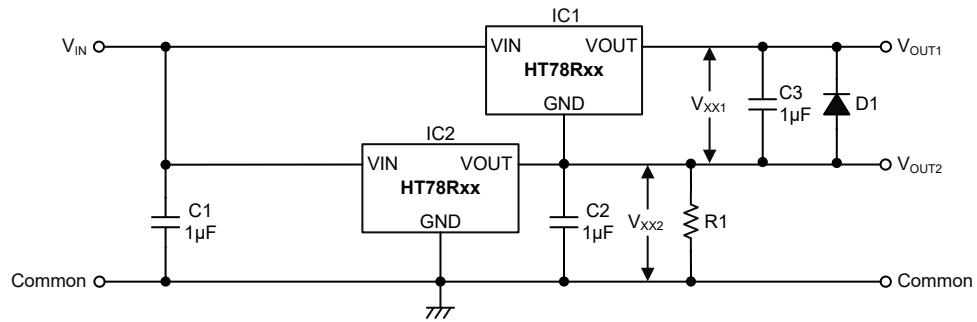 IC1
V_IN
VIN VOUT
HT78Rxx
GND
V_OUT1
V_XX1
C3
1µF
D1
IC2
VIN VOUT
HT78Rxx
GND
V_OUT2
C1
1µF
C2
1µF
V_XX2
R1
Common
Common